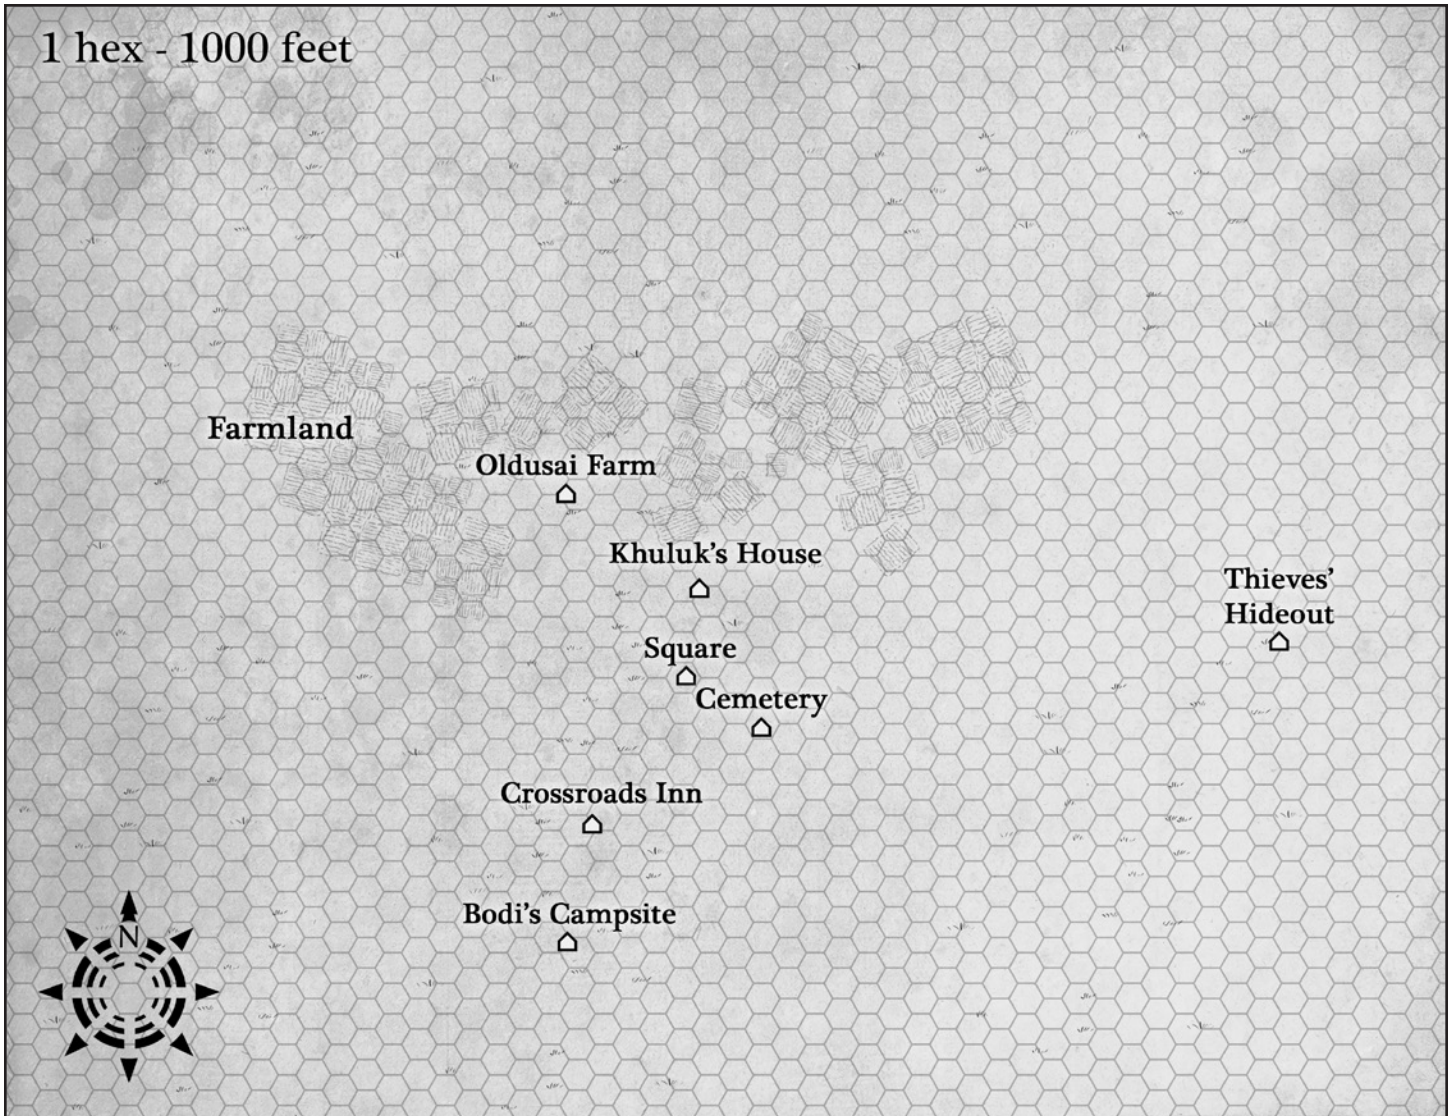 1 hex - 1000 feet
Farmland
Oldusai Farm
Khuluk's House
Thieves'
Hideout
Square
Cemetery
Crossroads Inn
Bodi's Campsite
N